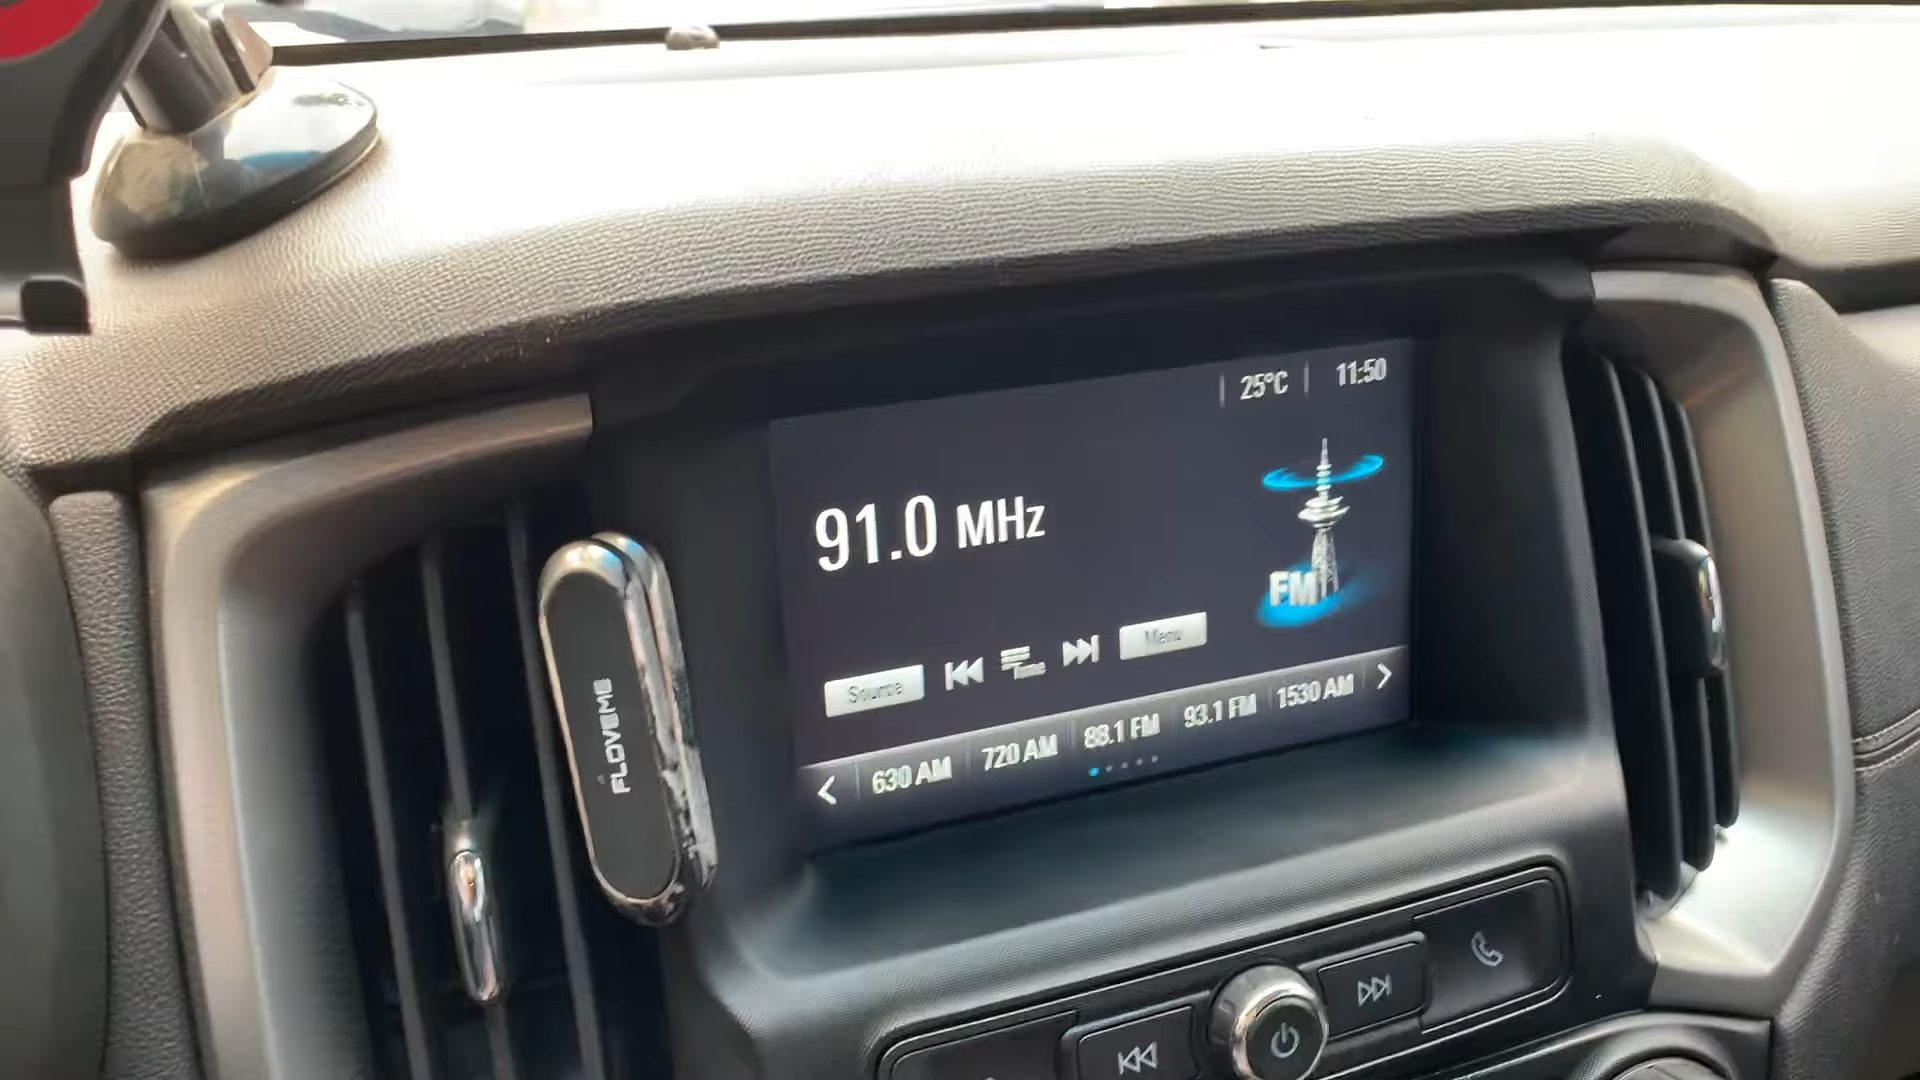 25°C 11:50
91.0 MHz
FM
Source Menu
630 AM 720 AM 88.1 FM 93.1 FM 1530 AM
FLOVEME